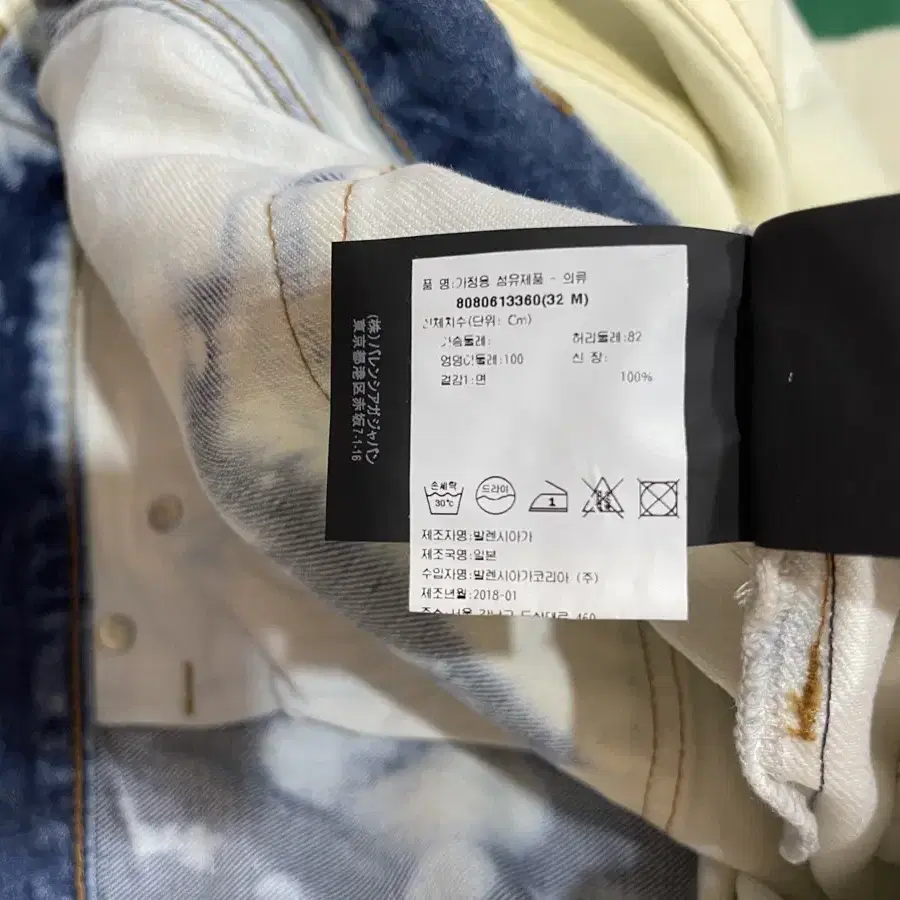 품 명:가정용 섬유제품 - 의류
8080613360(32 M)
신체치수(단위: Cm)
가슴둘레: 허리둘레:82
엉덩이둘레:100 신 장:
겉감1:면 100%
손세탁
30℃
드라이
1
제조자명:발렌시아가
제조국명:일본
수입자명:발렌시아가코리아 (주)
제조년월:2018-01
(株)バレンシアガジャパン
東京都港区赤坂7-1-16